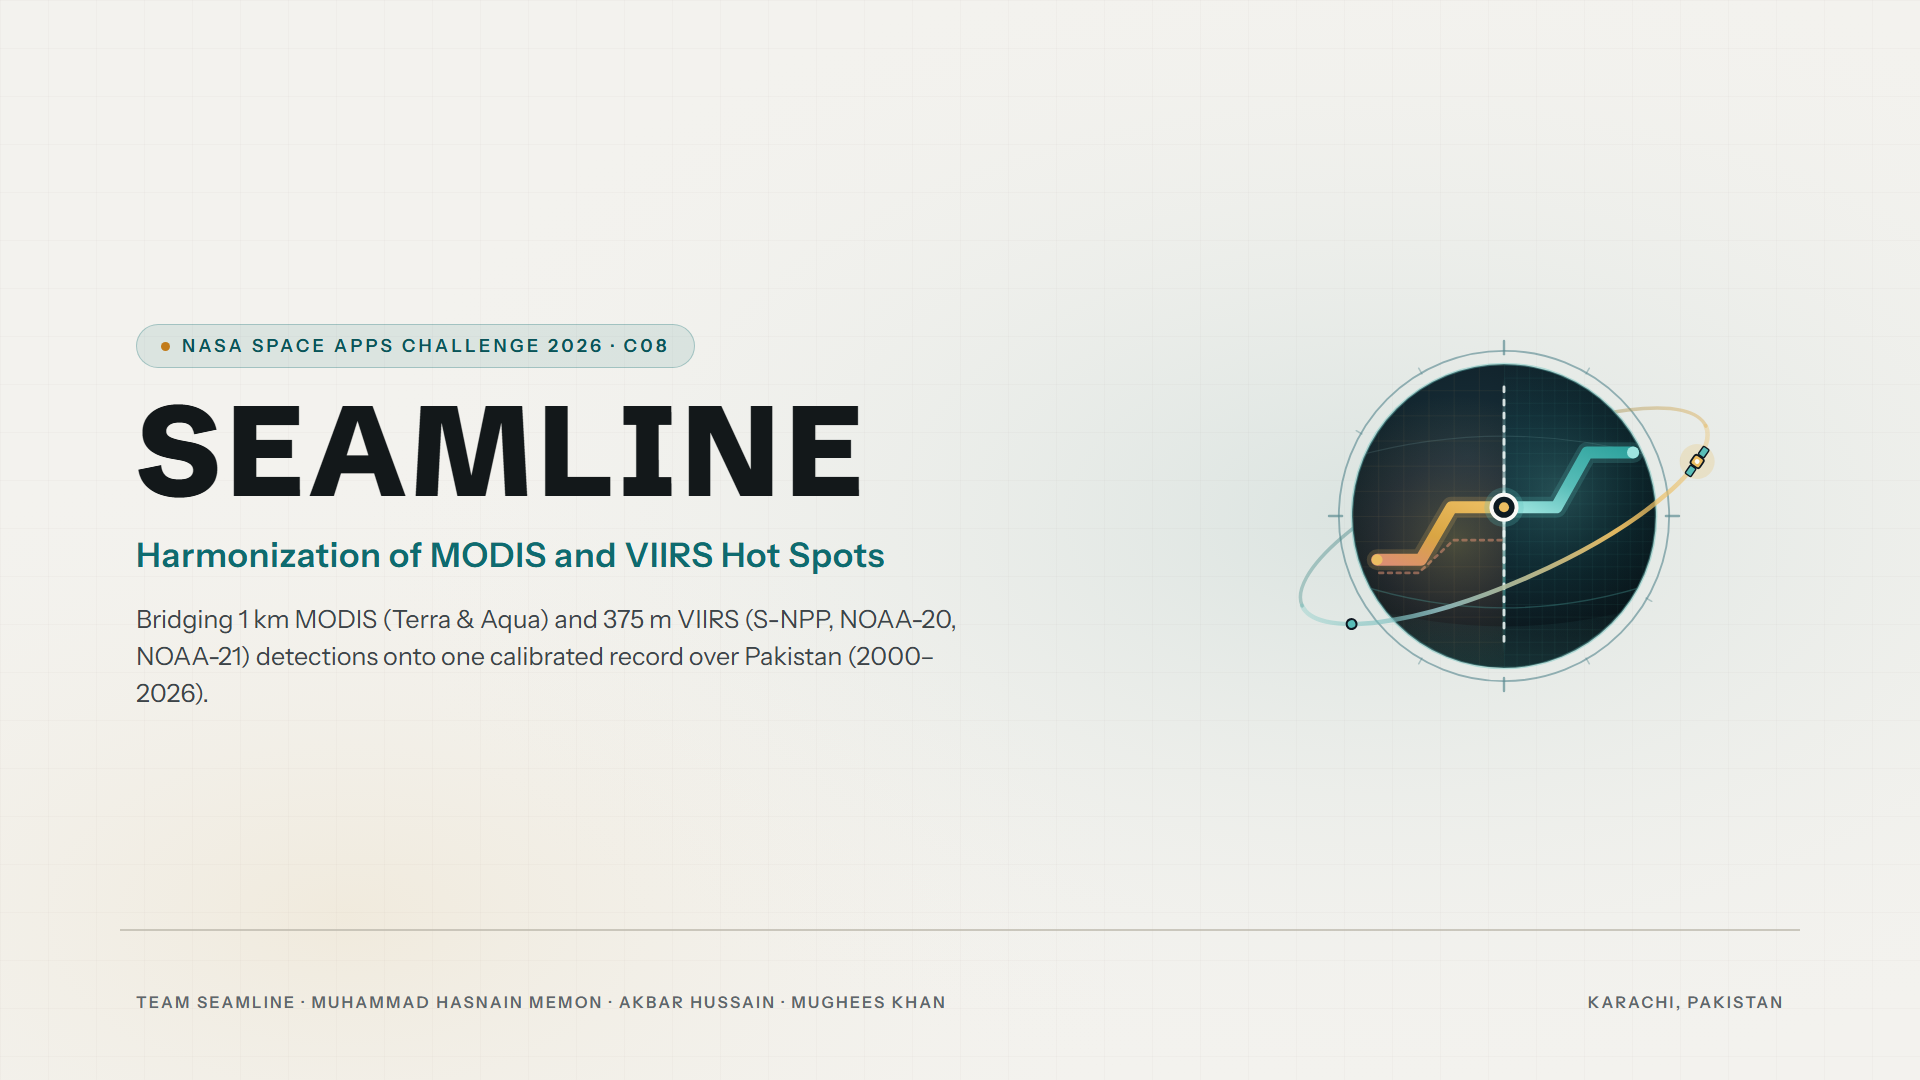 NASA SPACE APPS CHALLENGE 2026 · C08
SEAMLINE
Harmonization of MODIS and VIIRS Hot Spots
Bridging 1 km MODIS (Terra & Aqua) and 375 m VIIRS (S-NPP, NOAA-20,
NOAA-21) detections onto one calibrated record over Pakistan (2000–
2026).
TEAM SEAMLINE · MUHAMMAD HASNAIN MEMON · AKBAR HUSSAIN · MUGHEES KHAN
KARACHI, PAKISTAN